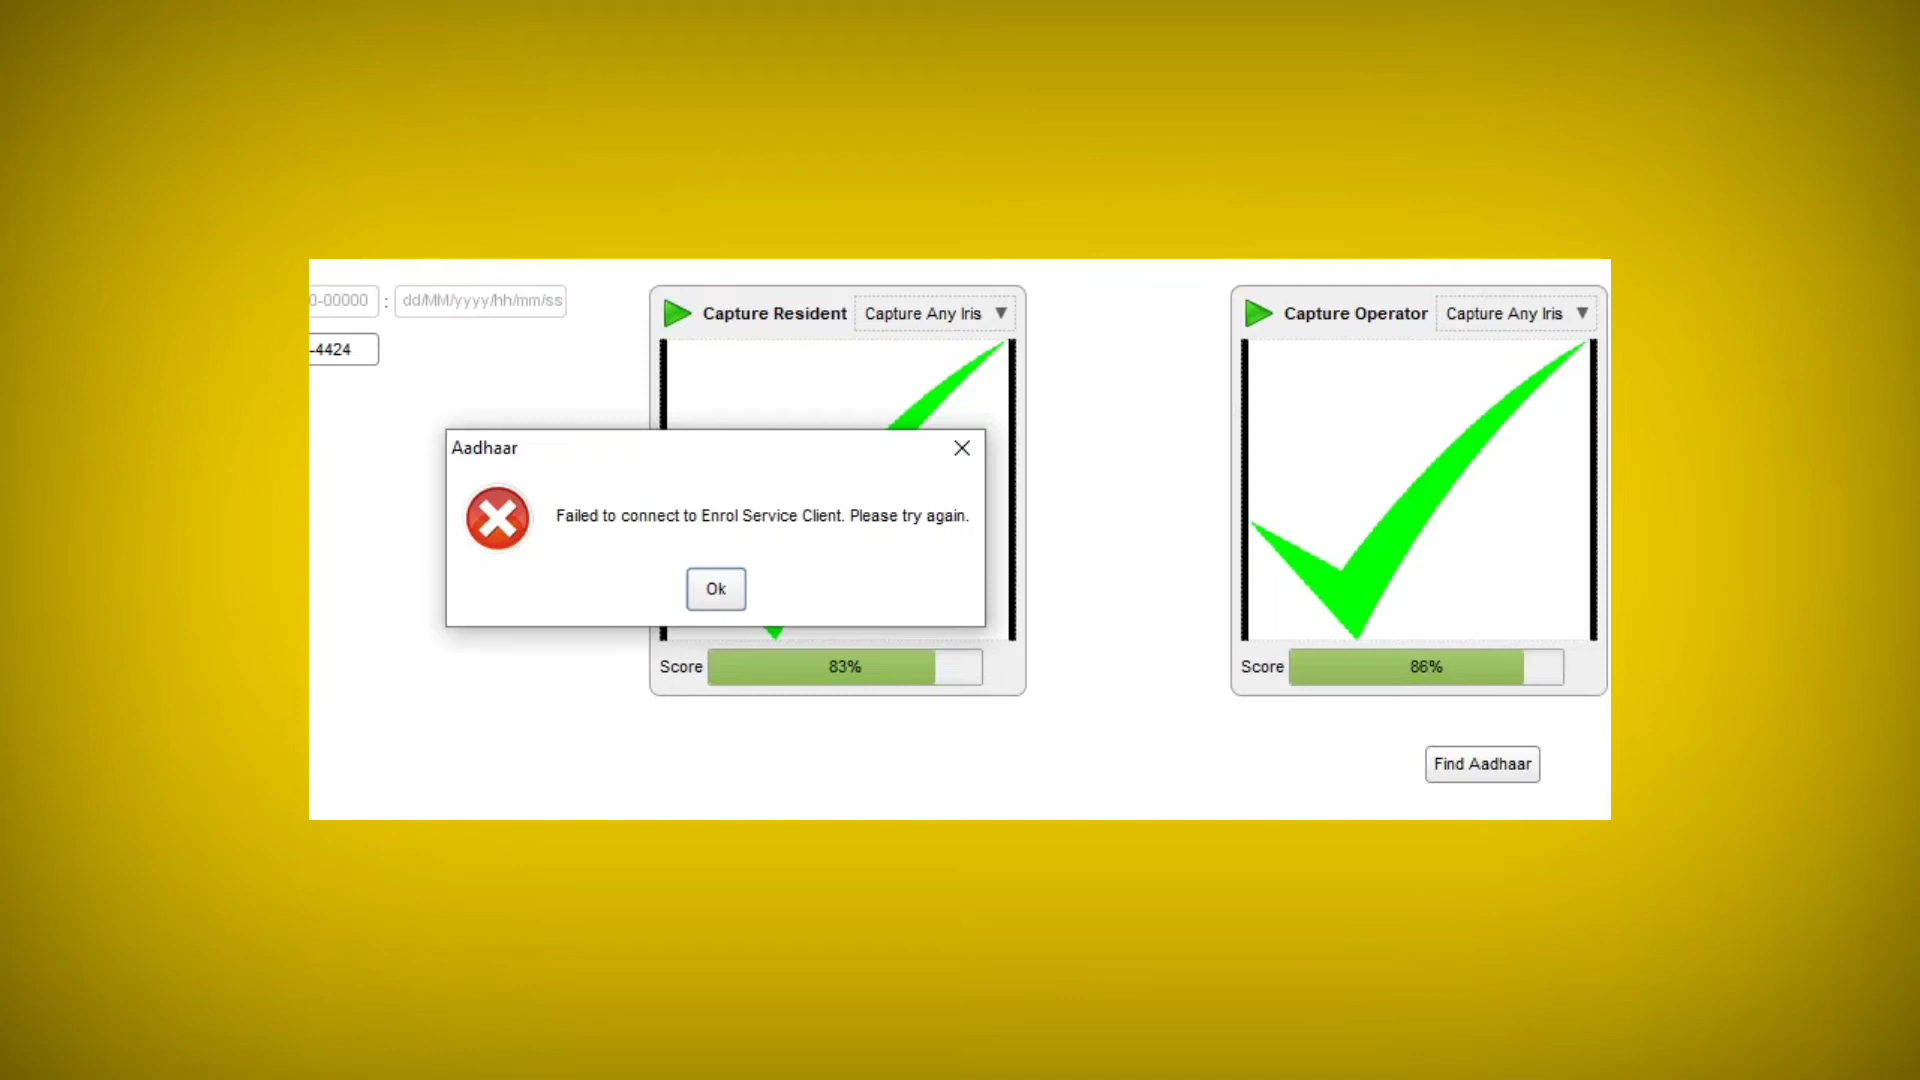 0-00000 : dd/MM/yyyy/hh/mm/ss
-4424
Capture Resident Capture Any Iris
Capture Operator Capture Any Iris
Aadhaar
Failed to connect to Enrol Service Client. Please try again.
Ok
Score 83%
Score 86%
Find Aadhaar